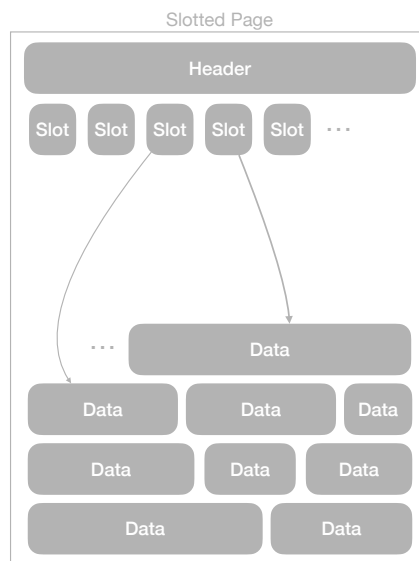 Slotted Page
Header
Slot Slot Slot Slot Slot ...
... Data
Data Data Data
Data Data Data
Data Data